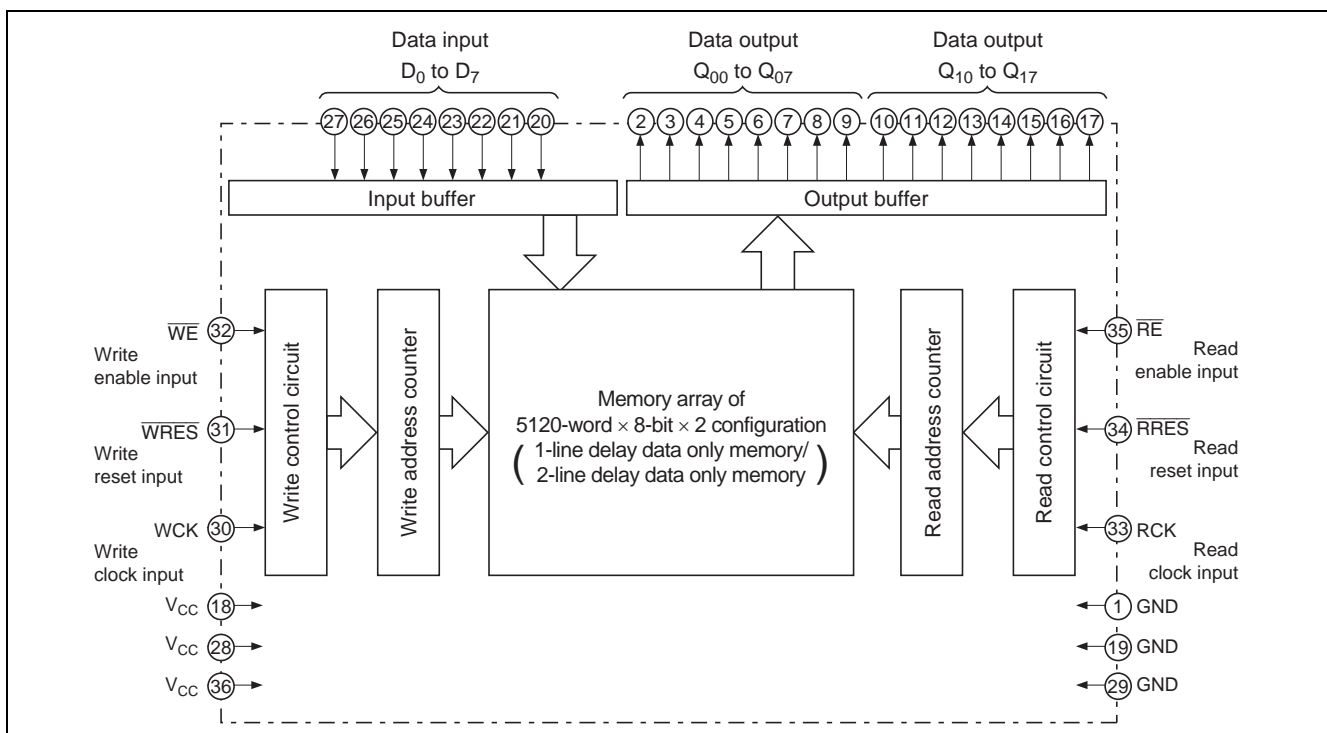 Data input
D0 to D7
Data output
Q00 to Q07
Data output
Q10 to Q17
27 26 25 24 23 22 21 20
2 3 4 5 6 7 8 9
10 11 12 13 14 15 16 17
Input buffer
Output buffer
WE 32
Write
enable input
WRES 31
Write
reset input
WCK 30
Write
clock input
VCC 18
VCC 28
VCC 36
Write control circuit
Write address counter
Memory array of
5120-word × 8-bit × 2 configuration
( 1-line delay data only memory/
2-line delay data only memory )
Read address counter
Read control circuit
35 RE
Read
enable input
34 RRES
Read
reset input
33 RCK
Read
clock input
1 GND
19 GND
29 GND